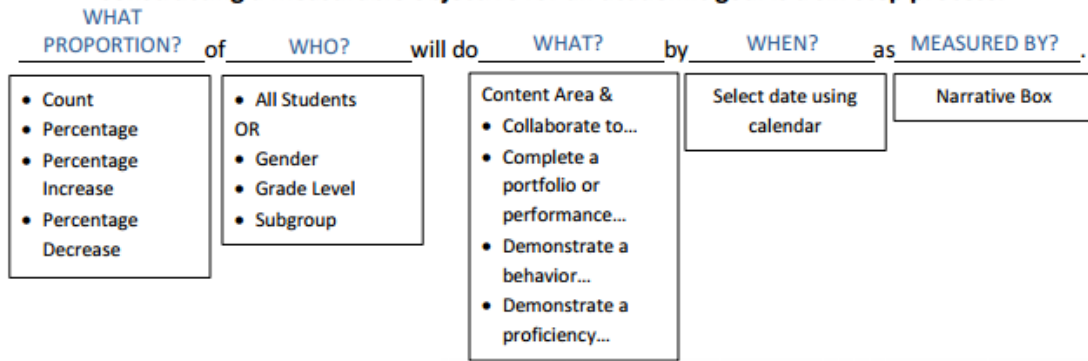 WHAT
PROPORTION? of WHO? will do WHAT? by WHEN? as MEASURED BY? .
• Count
• Percentage
• Percentage
Increase
• Percentage
Decrease
• All Students
OR
• Gender
• Grade Level
• Subgroup
Content Area &
• Collaborate to...
• Complete a
portfolio or
performance...
• Demonstrate a
behavior...
• Demonstrate a
proficiency...
Select date using
calendar
Narrative Box